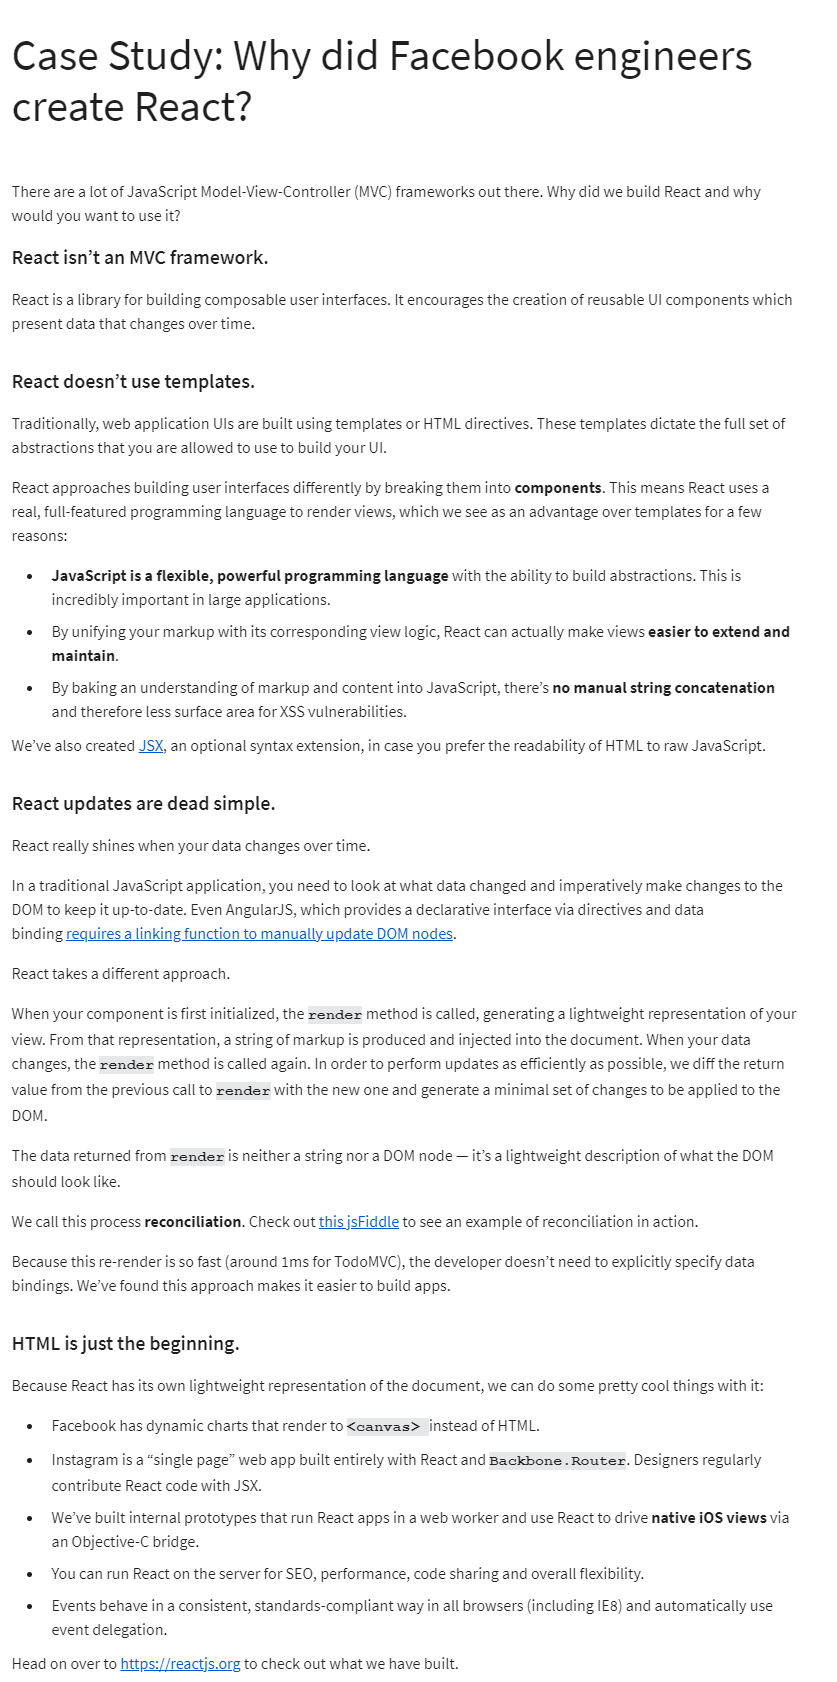 Case Study: Why did Facebook engineers
create React?
There are a lot of JavaScript Model-View-Controller (MVC) frameworks out there. Why did we build React and why
would you want to use it?
React isn’t an MVC framework.
React is a library for building composable user interfaces. It encourages the creation of reusable UI components which
present data that changes over time.
React doesn’t use templates.
Traditionally, web application UIs are built using templates or HTML directives. These templates dictate the full set of
abstractions that you are allowed to use to build your UI.
React approaches building user interfaces differently by breaking them into components. This means React uses a
real, full-featured programming language to render views, which we see as an advantage over templates for a few
reasons:
• JavaScript is a flexible, powerful programming language with the ability to build abstractions. This is
incredibly important in large applications.
• By unifying your markup with its corresponding view logic, React can actually make views easier to extend and
maintain.
• By baking an understanding of markup and content into JavaScript, there’s no manual string concatenation
and therefore less surface area for XSS vulnerabilities.
We’ve also created JSX, an optional syntax extension, in case you prefer the readability of HTML to raw JavaScript.
React updates are dead simple.
React really shines when your data changes over time.
In a traditional JavaScript application, you need to look at what data changed and imperatively make changes to the
DOM to keep it up-to-date. Even AngularJS, which provides a declarative interface via directives and data
binding requires a linking function to manually update DOM nodes.
React takes a different approach.
When your component is first initialized, the render method is called, generating a lightweight representation of your
view. From that representation, a string of markup is produced and injected into the document. When your data
changes, the render method is called again. In order to perform updates as efficiently as possible, we diff the return
value from the previous call to render with the new one and generate a minimal set of changes to be applied to the
DOM.
The data returned from render is neither a string nor a DOM node — it’s a lightweight description of what the DOM
should look like.
We call this process reconciliation. Check out this jsFiddle to see an example of reconciliation in action.
Because this re-render is so fast (around 1ms for TodoMVC), the developer doesn’t need to explicitly specify data
bindings. We’ve found this approach makes it easier to build apps.
HTML is just the beginning.
Because React has its own lightweight representation of the document, we can do some pretty cool things with it:
• Facebook has dynamic charts that render to <canvas> instead of HTML.
• Instagram is a “single page” web app built entirely with React and Backbone.Router. Designers regularly
contribute React code with JSX.
• We’ve built internal prototypes that run React apps in a web worker and use React to drive native iOS views via
an Objective-C bridge.
• You can run React on the server for SEO, performance, code sharing and overall flexibility.
• Events behave in a consistent, standards-compliant way in all browsers (including IE8) and automatically use
event delegation.
Head on over to https://reactjs.org to check out what we have built.